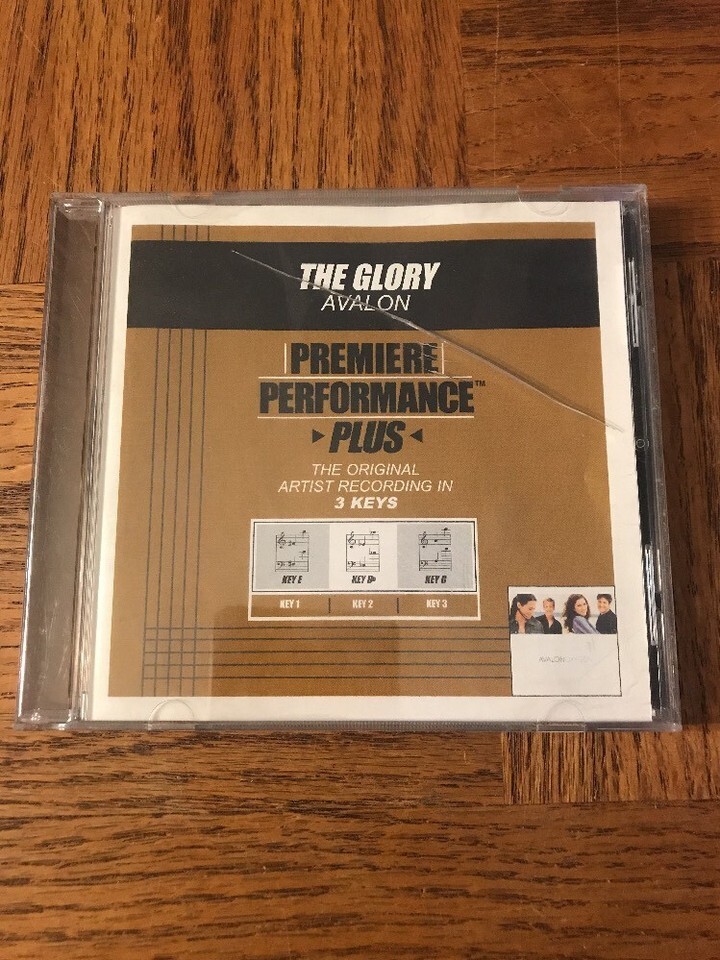 THE GLORY
AVALON
PREMIERE
PERFORMANCE™
PLUS
THE ORIGINAL
ARTIST RECORDING IN
3 KEYS
KEY E KEY G
KEY 1 KEY 2 KEY 3
AVALON